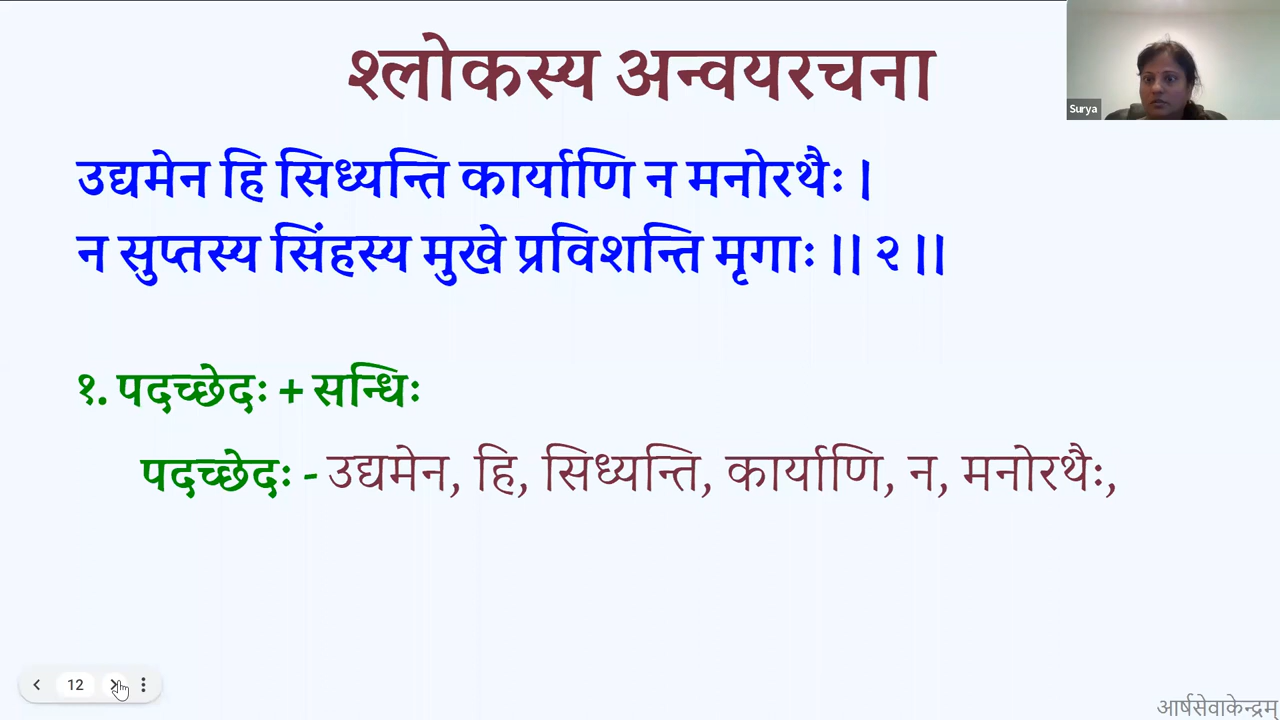 श्लोकस्य अन्वयरचना
Surya
उद्यमेन हि सिध्यन्ति कार्याणि न मनोरथैः ।
न सुप्तस्य सिंहस्य मुखे प्रविशन्ति मृगाः ।। २ ।।
१. पदच्छेदः + सन्धिः
पदच्छेदः - उद्यमेन, हि, सिध्यन्ति, कार्याणि, न, मनोरथैः,
12
आर्षसेवाकेन्द्रम्